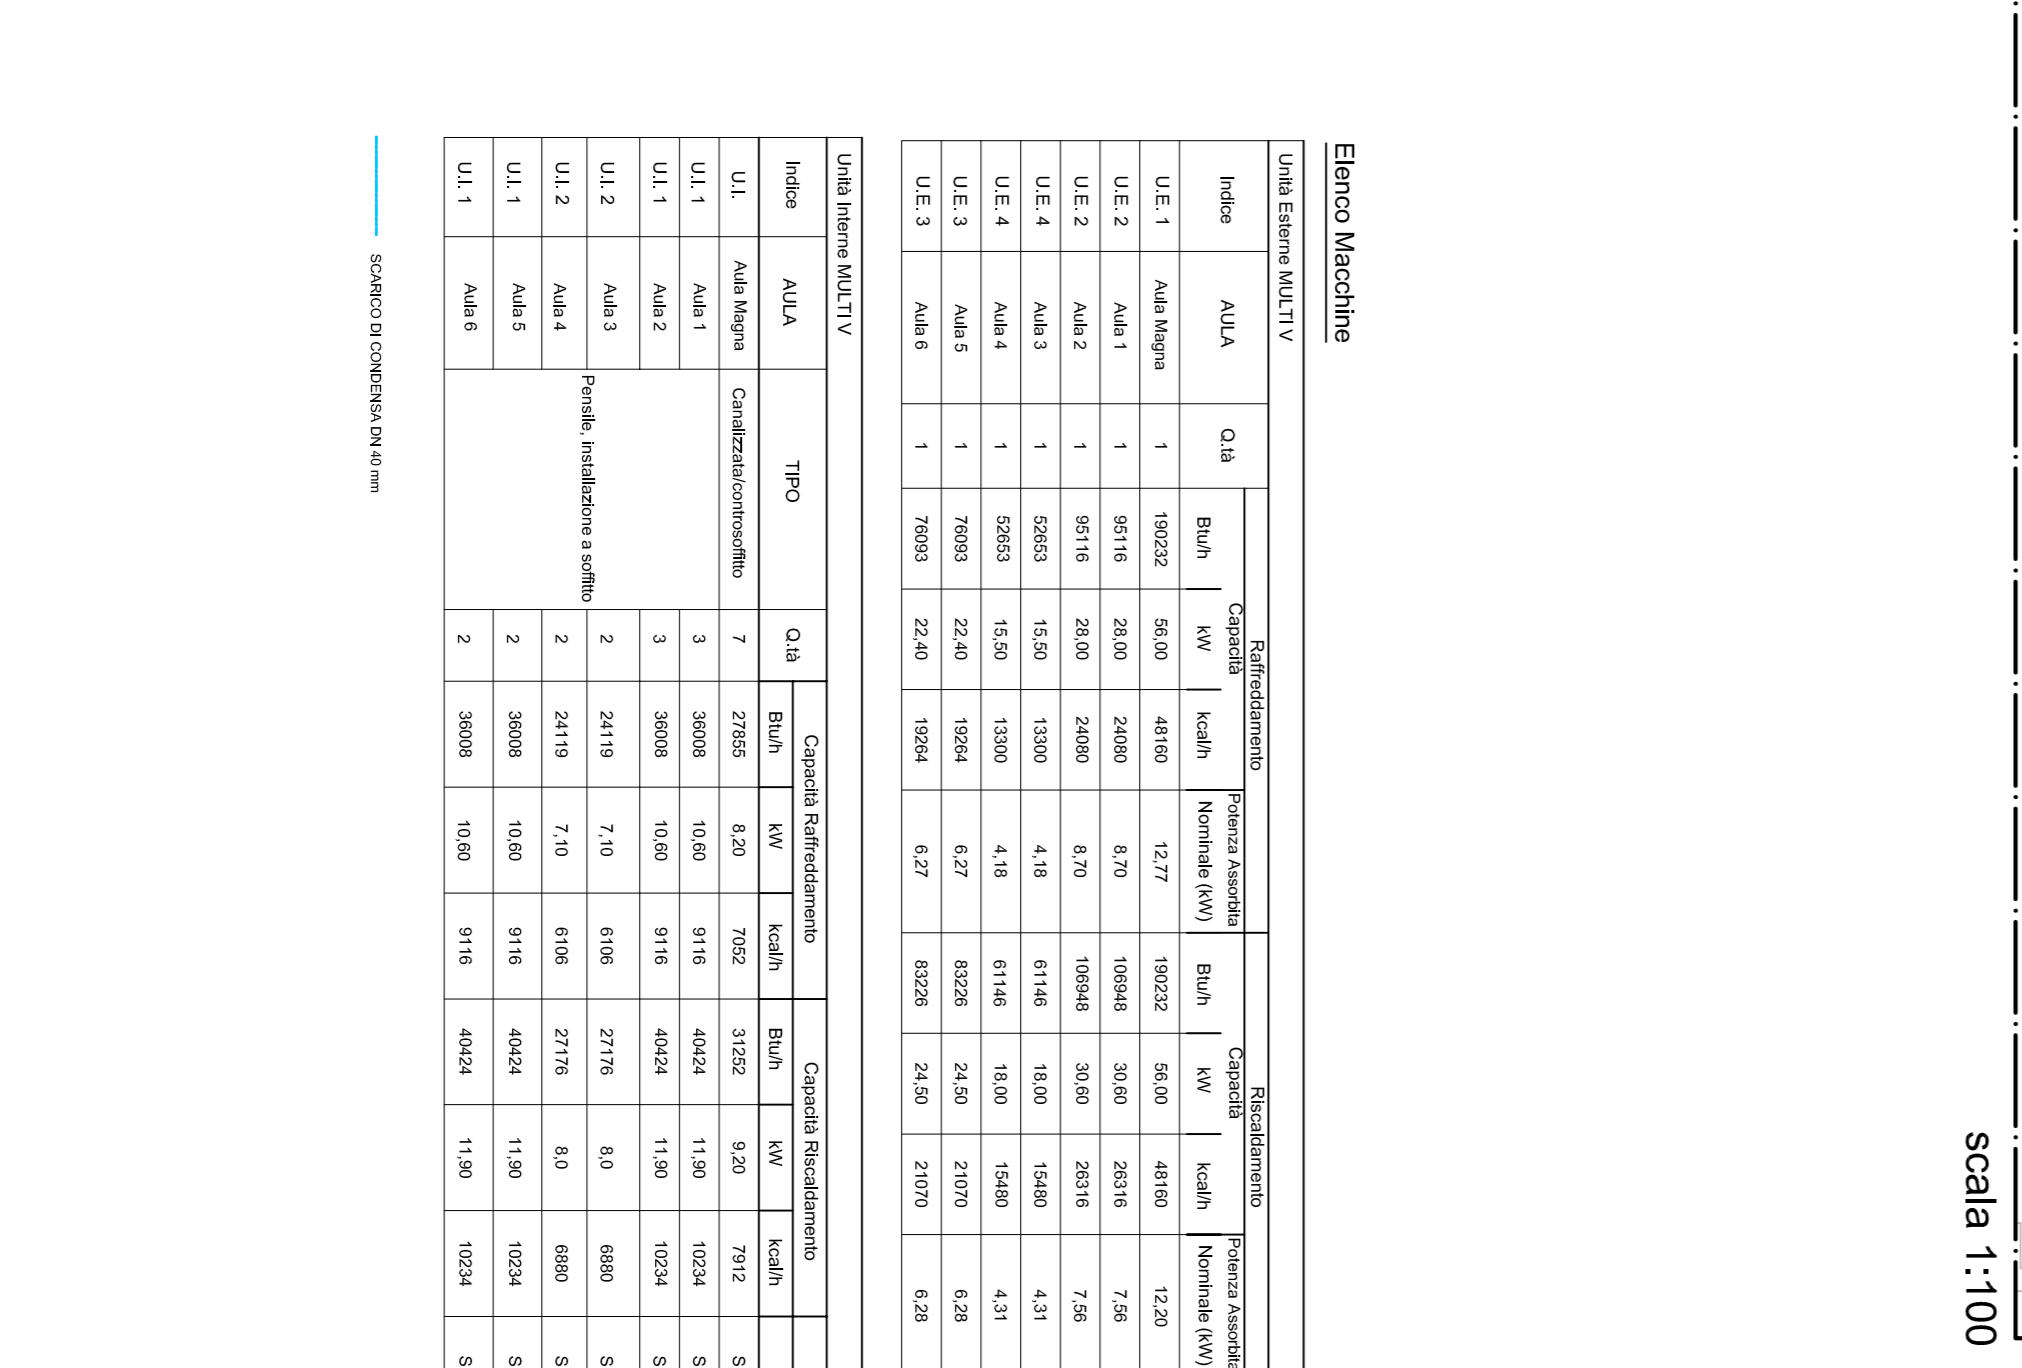 scala 1:100
Elenco Macchine
Unità Esterne MULTI V
Indice AULA Q.tà Raffreddamento Riscaldamento
Capacità Potenza Assorbita Nominale (kW) Capacità Potenza Assorbita Nominale (kW)
Btu/h kW kcal/h Btu/h kW kcal/h
U.E. 1 Aula Magna 1 190232 56,00 48160 12,77 190232 56,00 48160 12,20
U.E. 2 Aula 1 1 95116 28,00 24080 8,70 106948 30,60 26316 7,56
U.E. 2 Aula 2 1 95116 28,00 24080 8,70 106948 30,60 26316 7,56
U.E. 4 Aula 3 1 52653 15,50 13300 4,18 61146 18,00 15480 4,31
U.E. 4 Aula 4 1 52653 15,50 13300 4,18 61146 18,00 15480 4,31
U.E. 3 Aula 5 1 76093 22,40 19264 6,27 83226 24,50 21070 6,28
U.E. 3 Aula 6 1 76093 22,40 19264 6,27 83226 24,50 21070 6,28
Unità Interne MULTI V
Indice AULA TIPO Q.tà Capacità Raffreddamento Capacità Riscaldamento
Btu/h kW kcal/h Btu/h kW kcal/h
U.I. Aula Magna Canalizzata/controsoffitto 7 27855 8,20 7052 31252 9,20 7912 S
U.I. 1 Aula 1 3 36008 10,60 9116 40424 11,90 10234 S
U.I. 1 Aula 2 3 36008 10,60 9116 40424 11,90 10234 S
U.I. 2 Aula 3 Pensile, installazione a soffitto 2 24119 7,10 6106 27176 8,0 6880 S
U.I. 2 Aula 4 2 24119 7,10 6106 27176 8,0 6880 S
U.I. 1 Aula 5 2 36008 10,60 9116 40424 11,90 10234 S
U.I. 1 Aula 6 2 36008 10,60 9116 40424 11,90 10234 S
SCARICO DI CONDENSA DN 40 mm